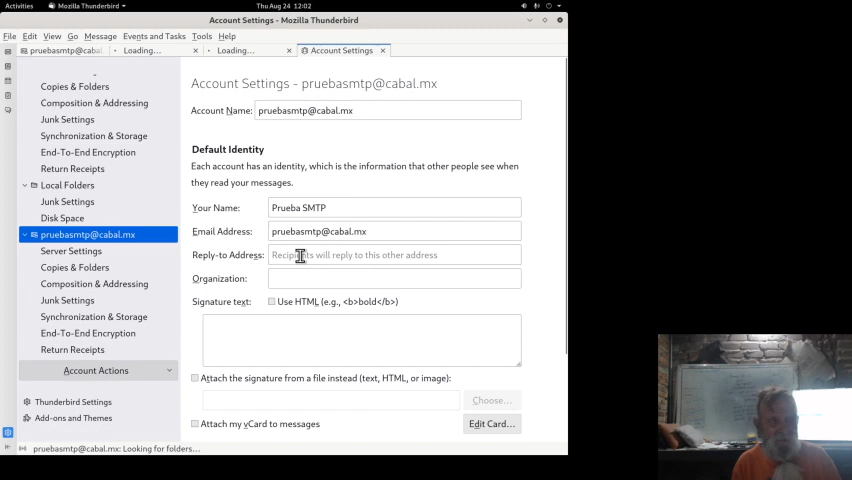 Activities Mozilla Thunderbird Thu Aug 24 12:02
Account Settings - Mozilla Thunderbird
File Edit View Go Message Events and Tasks Tools Help
pruebasmtp@cabal.mx Loading... Loading... Account Settings
Copies & Folders
Composition & Addressing
Junk Settings
Synchronization & Storage
End-To-End Encryption
Return Receipts
Local Folders
Junk Settings
Disk Space
pruebasmtp@cabal.mx
Server Settings
Copies & Folders
Composition & Addressing
Junk Settings
Synchronization & Storage
End-To-End Encryption
Return Receipts
Account Actions
Thunderbird Settings
Add-ons and Themes
Account Settings - pruebasmtp@cabal.mx
Account Name: pruebasmtp@cabal.mx
Default Identity
Each account has an identity, which is the information that other people see when
they read your messages.
Your Name: Prueba SMTP
Email Address: pruebasmtp@cabal.mx
Reply-to Address: Recipients will reply to this other address
Organization:
Signature text: Use HTML (e.g., <b>bold</b>)
Attach the signature from a file instead (text, HTML, or image):
Choose...
Attach my vCard to messages Edit Card...
pruebasmtp@cabal.mx: Looking for folders...